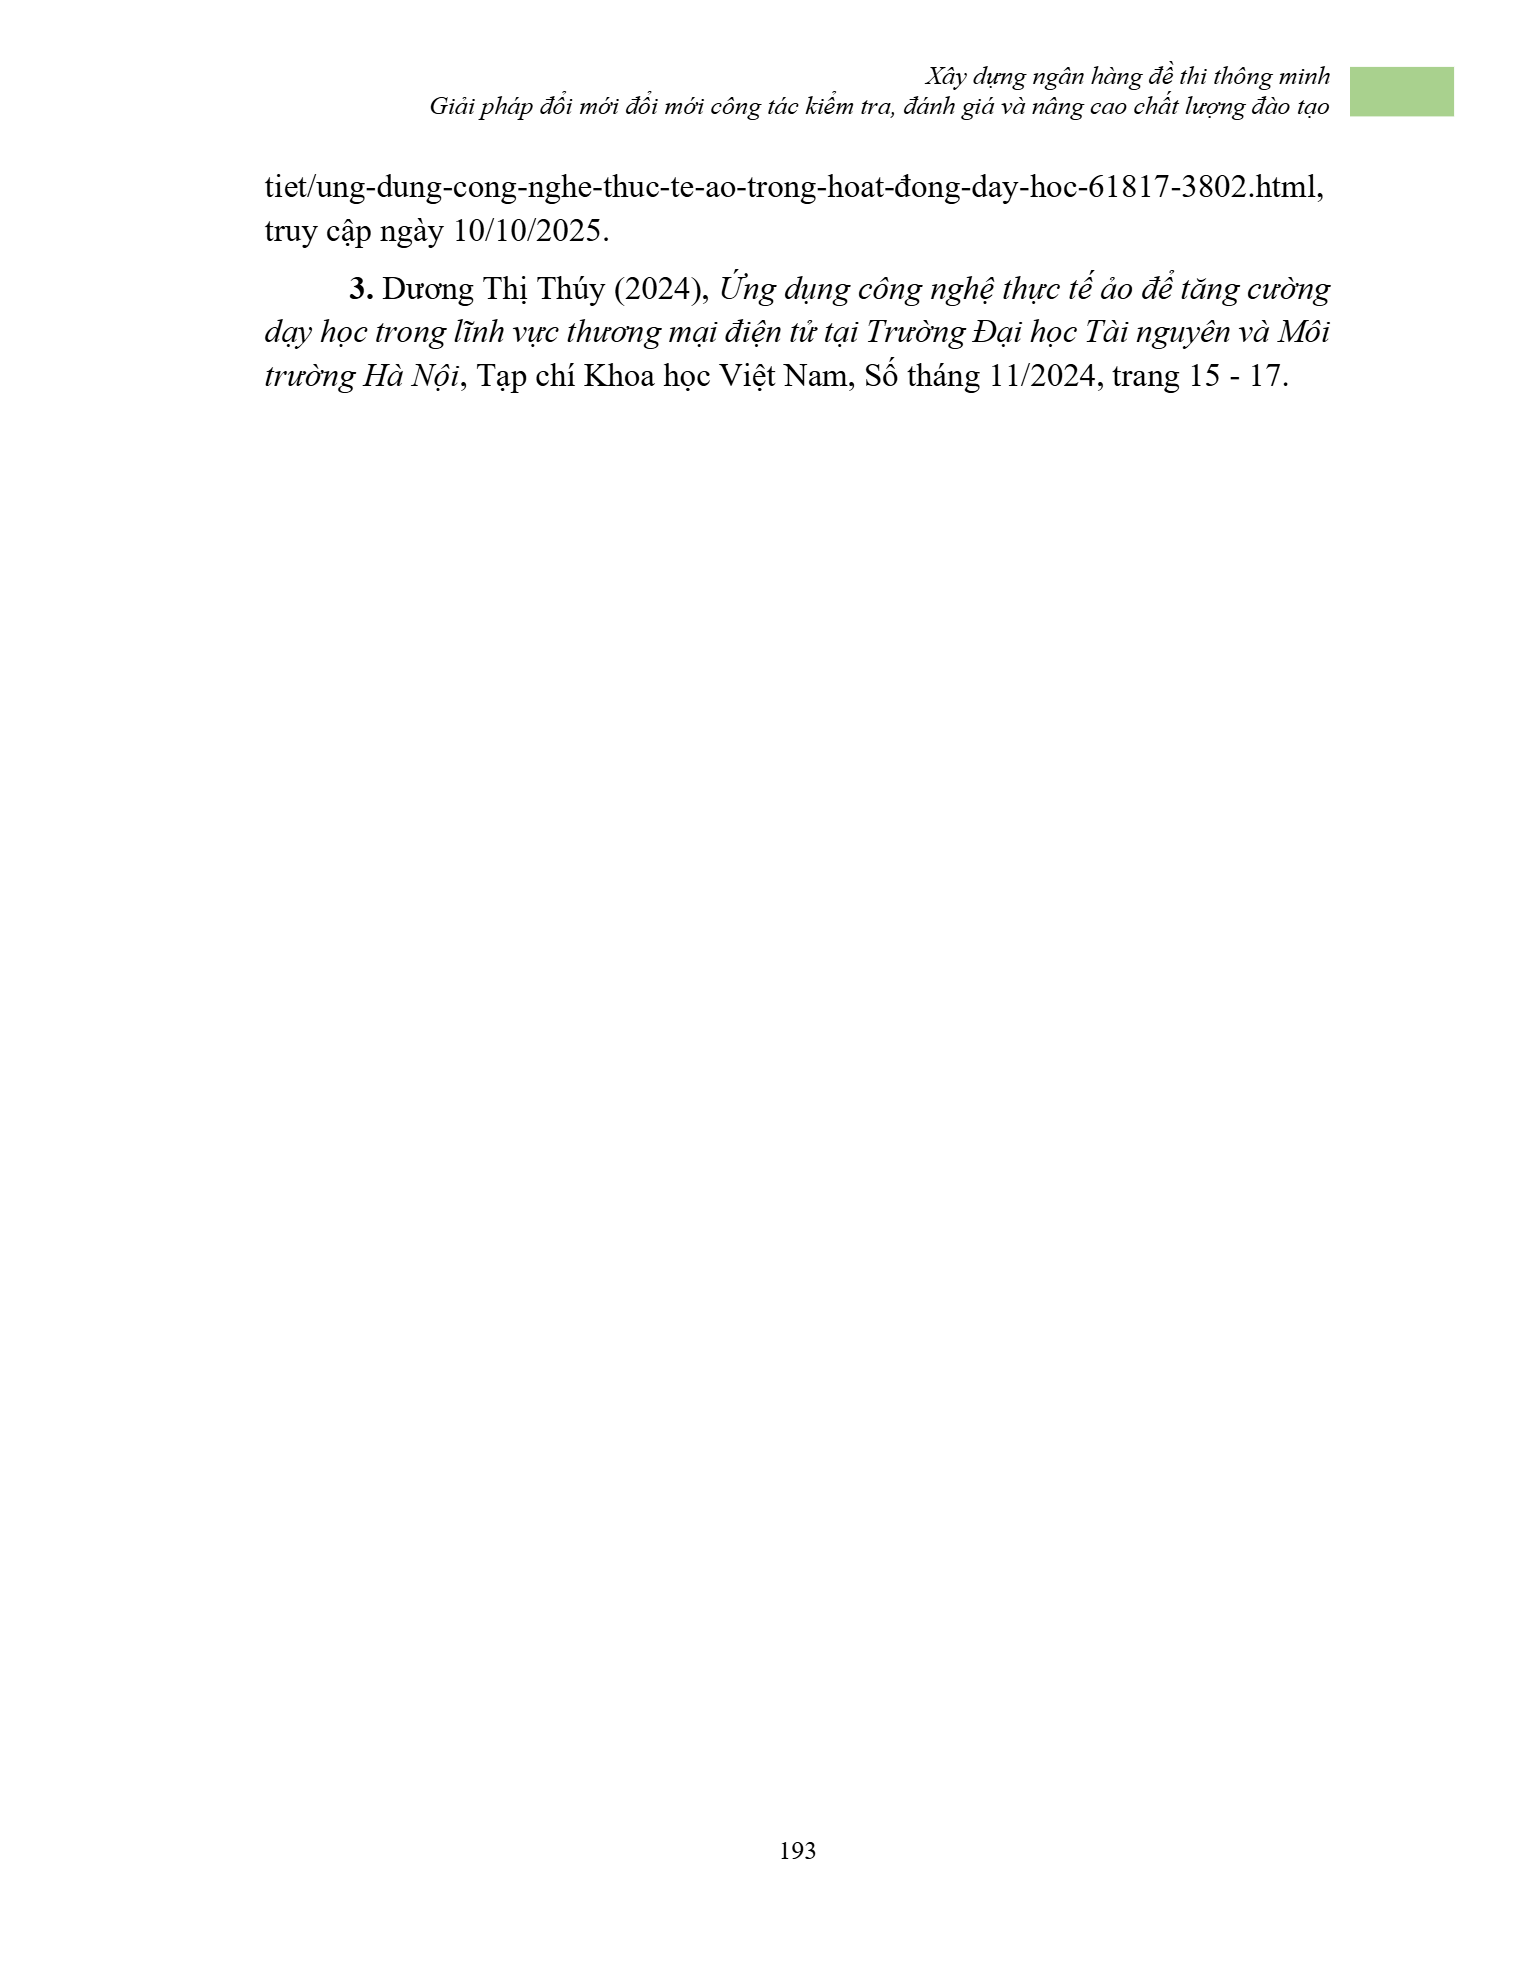 Xây dựng ngân hàng đề thi thông minh
Giải pháp đổi mới đổi mới công tác kiểm tra, đánh giá và nâng cao chất lượng đào tạo
tiet/ung-dung-cong-nghe-thuc-te-ao-trong-hoat-đong-day-hoc-61817-3802.html,
truy cập ngày 10/10/2025.
3. Dương Thị Thúy (2024), Ứng dụng công nghệ thực tế ảo để tăng cường
dạy học trong lĩnh vực thương mại điện tử tại Trường Đại học Tài nguyên và Môi
trường Hà Nội, Tạp chí Khoa học Việt Nam, Số tháng 11/2024, trang 15 - 17.
193